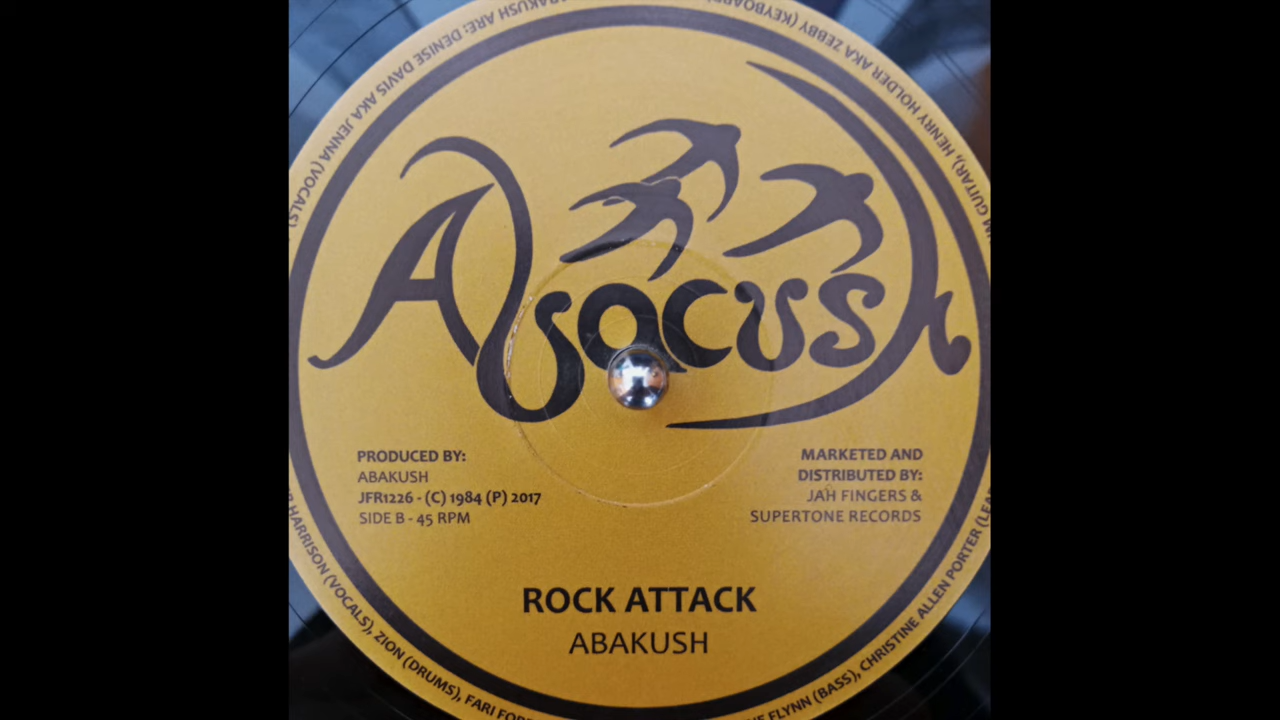 Abacush
PRODUCED BY:
ABAKUSH
JFR1226 - (C) 1984 (P) 2017
SIDE B - 45 RPM
MARKETED AND
DISTRIBUTED BY:
JAH FINGERS &
SUPERTONE RECORDS
ROCK ATTACK
ABAKUSH
ABAKUSH ARE: DENISE DAVIS AKA JENNA (VOCALS)
HARRISON (VOCALS), ZION (DRUMS), FARI
FLYNN (BASS), CHRISTINE ALLEN PORTER
GUITAR), HENRY HOLDER AKA ZEBBY